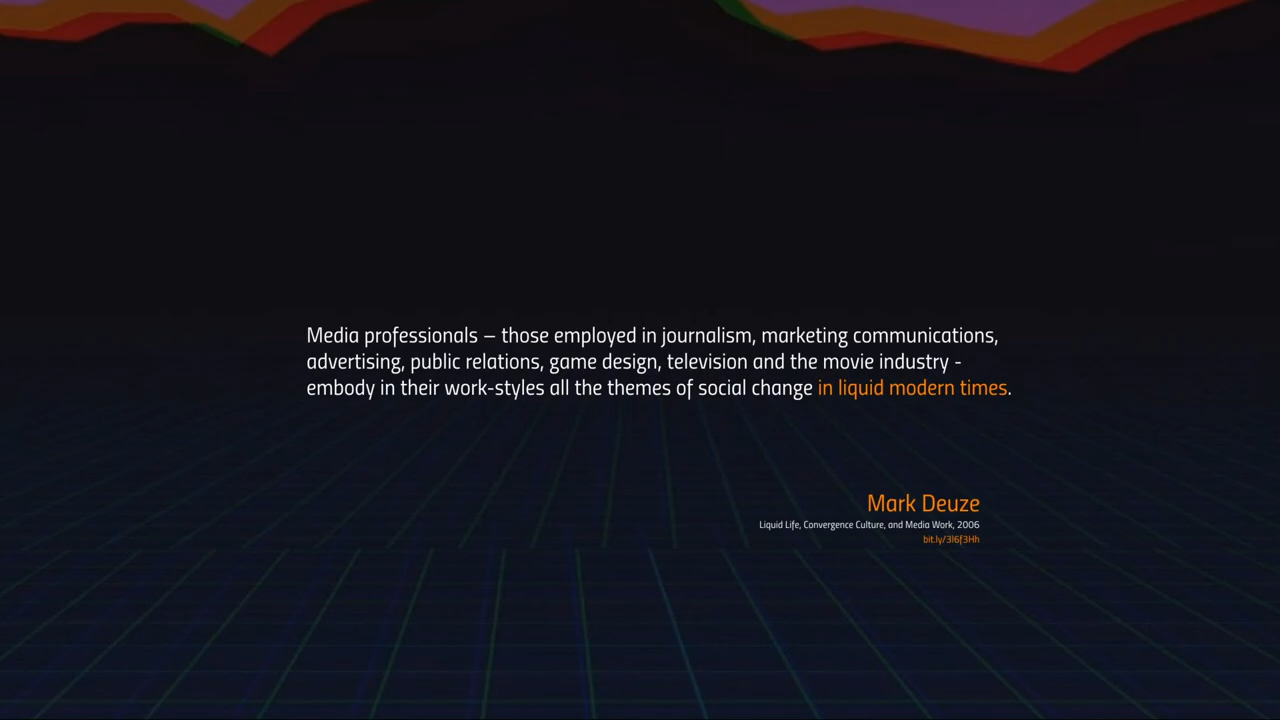 Media professionals – those employed in journalism, marketing communications,
advertising, public relations, game design, television and the movie industry -
embody in their work-styles all the themes of social change in liquid modern times.
Mark Deuze
Liquid Life, Convergence Culture, and Media Work, 2006
bit.ly/3l6f3Hh